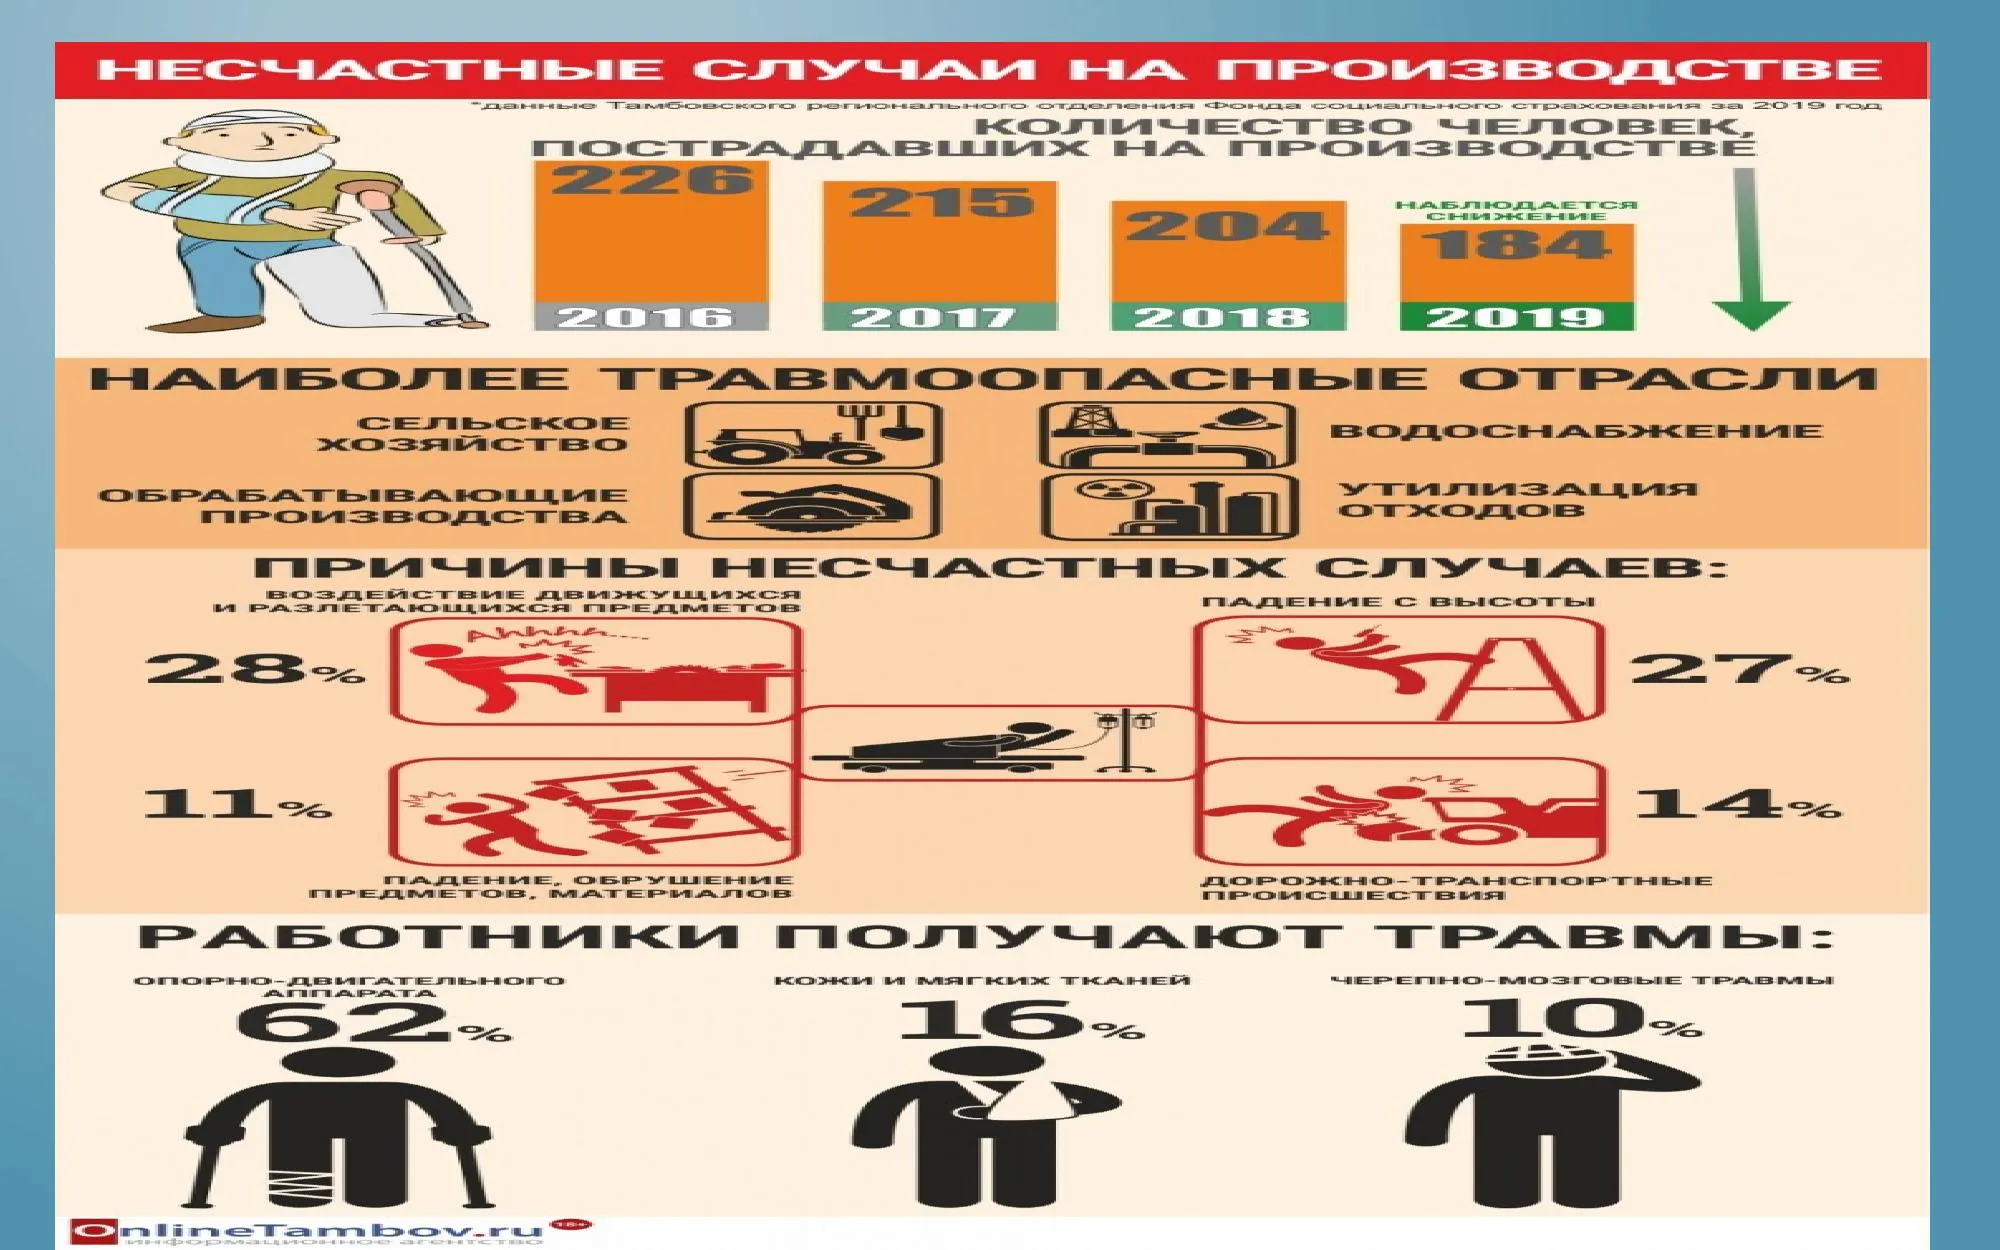 НЕСЧАСТНЫЕ СЛУЧАИ НА ПРОИЗВОДСТВЕ
*данные Тамбовского регионального отделения Фонда социального страхования за 2019 год
КОЛИЧЕСТВО ЧЕЛОВЕК,
ПОСТРАДАВШИХ НА ПРОИЗВОДСТВЕ
226
215
204
НАБЛЮДАЕТСЯ
СНИЖЕНИЕ
184
2016
2017
2018
2019
НАИБОЛЕЕ ТРАВМООПАСНЫЕ ОТРАСЛИ
СЕЛЬСКОЕ
ХОЗЯЙСТВО
ВОДОСНАБЖЕНИЕ
ОБРАБАТЫВАЮЩИЕ
ПРОИЗВОДСТВА
УТИЛИЗАЦИЯ
ОТХОДОВ
ПРИЧИНЫ НЕСЧАСТНЫХ СЛУЧАЕВ:
ВОЗДЕЙСТВИЕ ДВИЖУЩИХСЯ
И РАЗЛЕТАЮЩИХСЯ ПРЕДМЕТОВ
28%
Ahhhh...
ПАДЕНИЕ С ВЫСОТЫ
27%
11%
ПАДЕНИЕ, ОБРУШЕНИЕ
ПРЕДМЕТОВ, МАТЕРИАЛОВ
14%
ДОРОЖНО-ТРАНСПОРТНЫЕ
ПРОИСШЕСТВИЯ
РАБОТНИКИ ПОЛУЧАЮТ ТРАВМЫ:
ОПОРНО-ДВИГАТЕЛЬНОГО
АППАРАТА
62%
КОЖИ И МЯГКИХ ТКАНЕЙ
16%
ЧЕРЕПНО-МОЗГОВЫЕ ТРАВМЫ
10%
OnlineTambov.ru 18+
информационное агентство